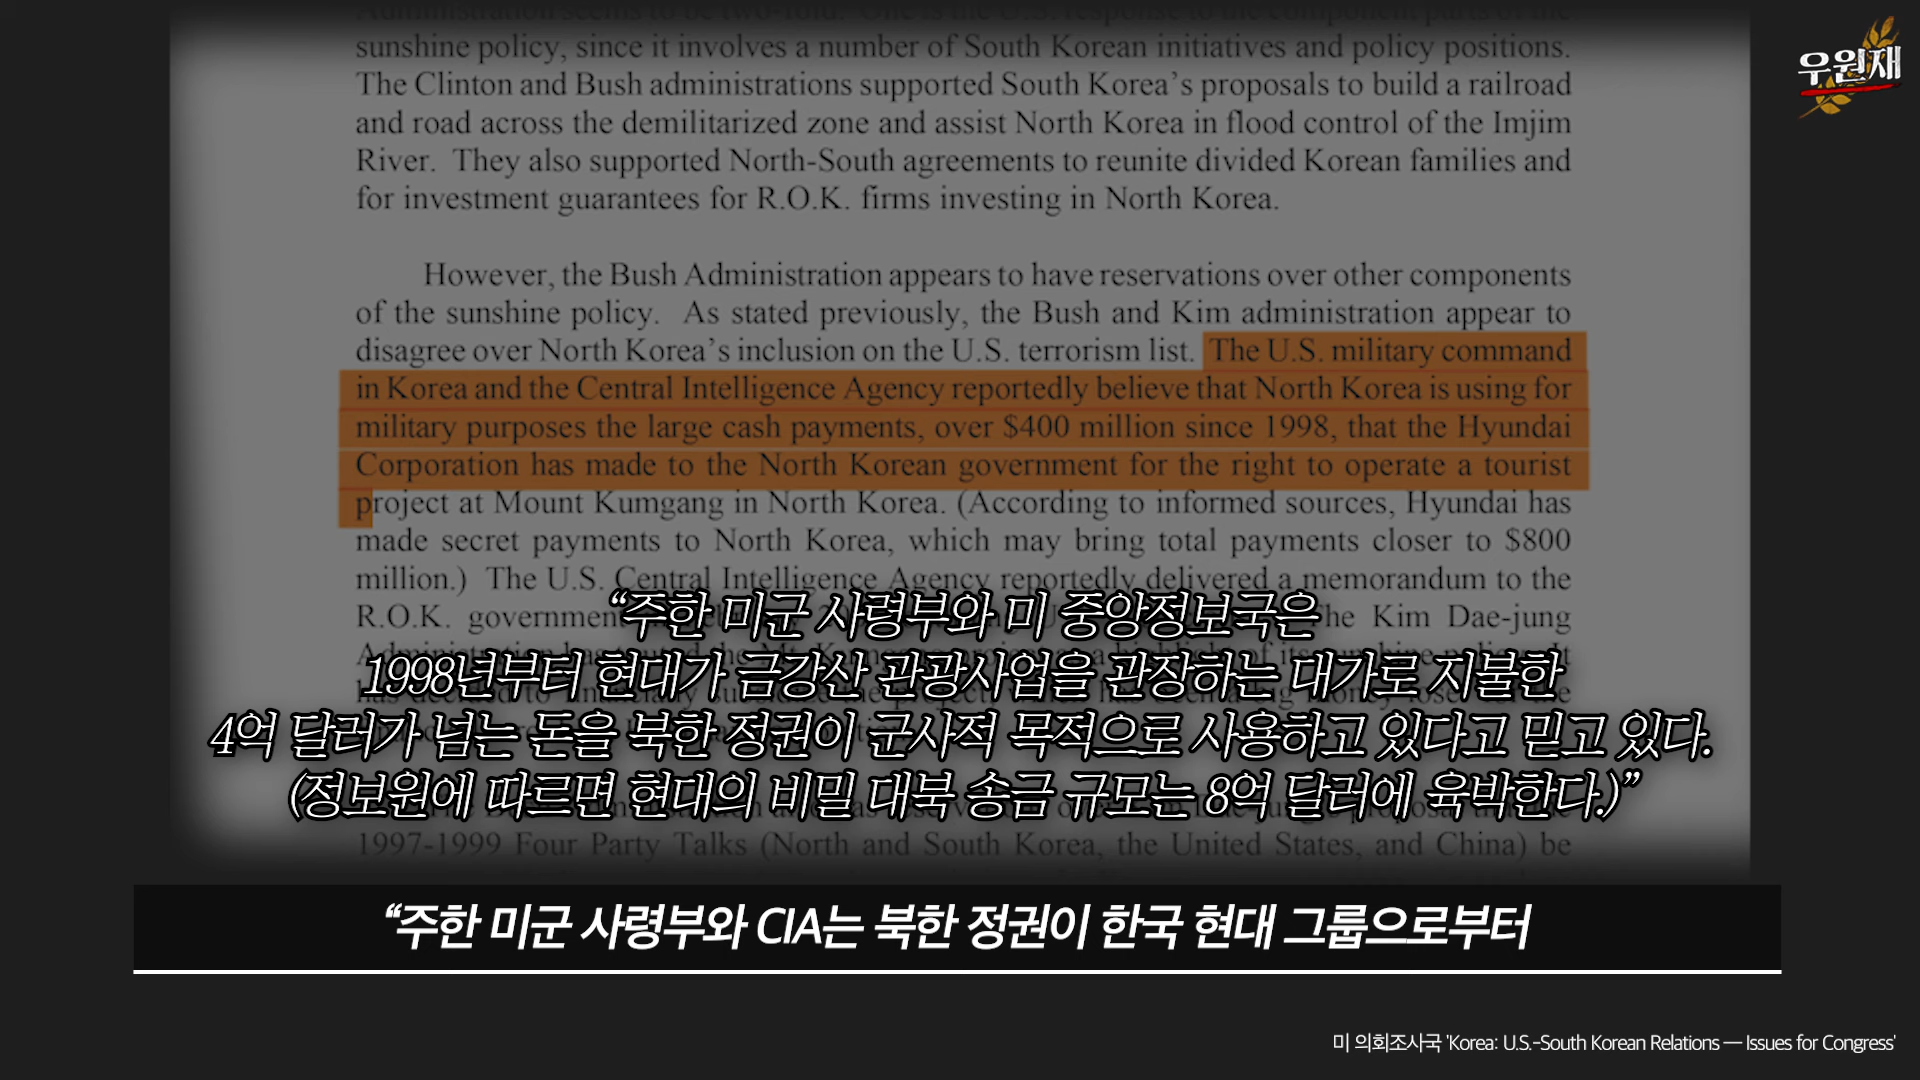 sunshine policy, since it involves a number of South Korean initiatives and policy positions.
The Clinton and Bush administrations supported South Korea's proposals to build a railroad
and road across the demilitarized zone and assist North Korea in flood control of the Imjim
River. They also supported North-South agreements to reunite divided Korean families and
for investment guarantees for R.O.K. firms investing in North Korea.
However, the Bush Administration appears to have reservations over other components
of the sunshine policy. As stated previously, the Bush and Kim administration appear to
disagree over North Korea's inclusion on the U.S. terrorism list. The U.S. military command
in Korea and the Central Intelligence Agency reportedly believe that North Korea is using for
military purposes the large cash payments, over $400 million since 1998, that the Hyundai
Corporation has made to the North Korean government for the right to operate a tourist
project at Mount Kumgang in North Korea. (According to informed sources, Hyundai has
made secret payments to North Korea, which may bring total payments closer to $800
million.) The U.S. Central Intelligence Agency reportedly delivered a memorandum to the
R.O.K. government The Kim Dae-jung
“주한 미군 사령부와 미 중앙정보국은
1998년부터 현대가 금강산 관광사업을 관장하는 대가로 지불한
4억 달러가 넘는 돈을 북한 정권이 군사적 목적으로 사용하고 있다고 믿고 있다.
(정보원에 따르면 현대의 비밀 대북 송금 규모는 8억 달러에 육박한다.)”
1997-1999 Four Party Talks (North and South Korea, the United States, and China) be
“주한 미군 사령부와 CIA는 북한 정권이 한국 현대 그룹으로부터
미 의회조사국 'Korea: U.S.-South Korean Relations — Issues for Congress'
우원재